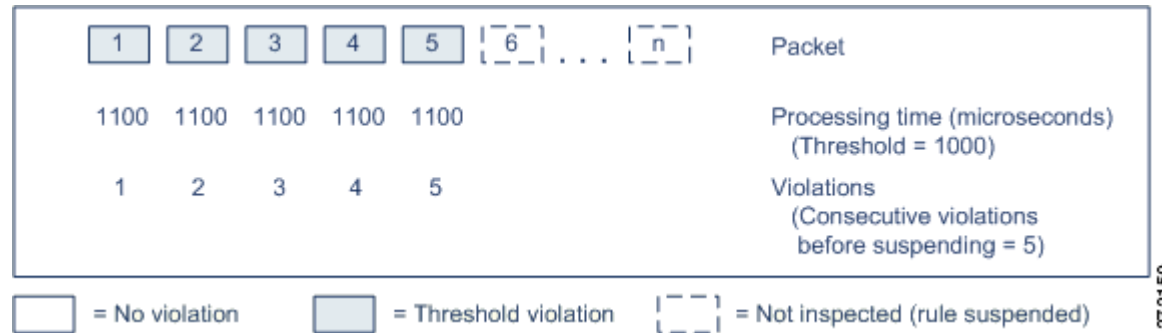 1 2 3 4 5 6 . . . n Packet
1100 1100 1100 1100 1100 Processing time (microseconds)
(Threshold = 1000)
1 2 3 4 5 Violations
(Consecutive violations
before suspending = 5)
= No violation = Threshold violation = Not inspected (rule suspended)